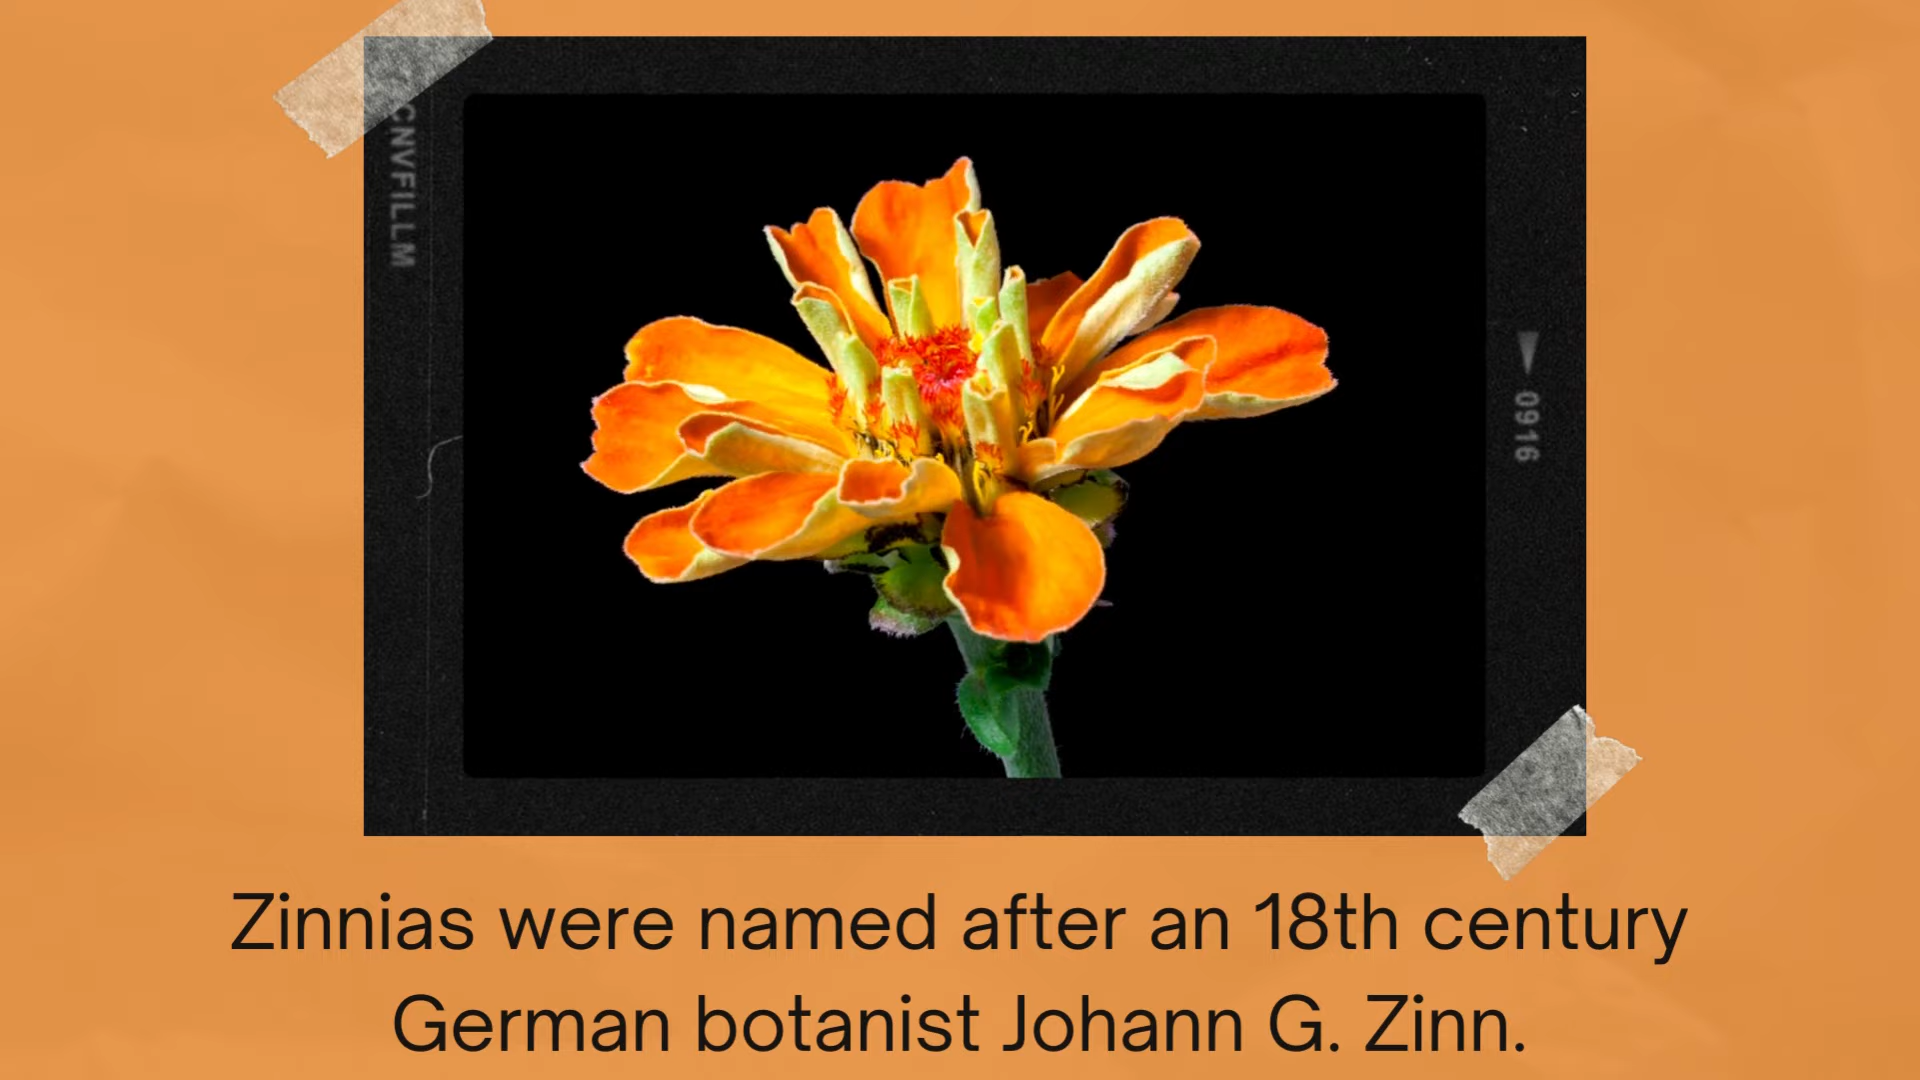 CNVFILLM
0916
Zinnias were named after an 18th century
German botanist Johann G. Zinn.